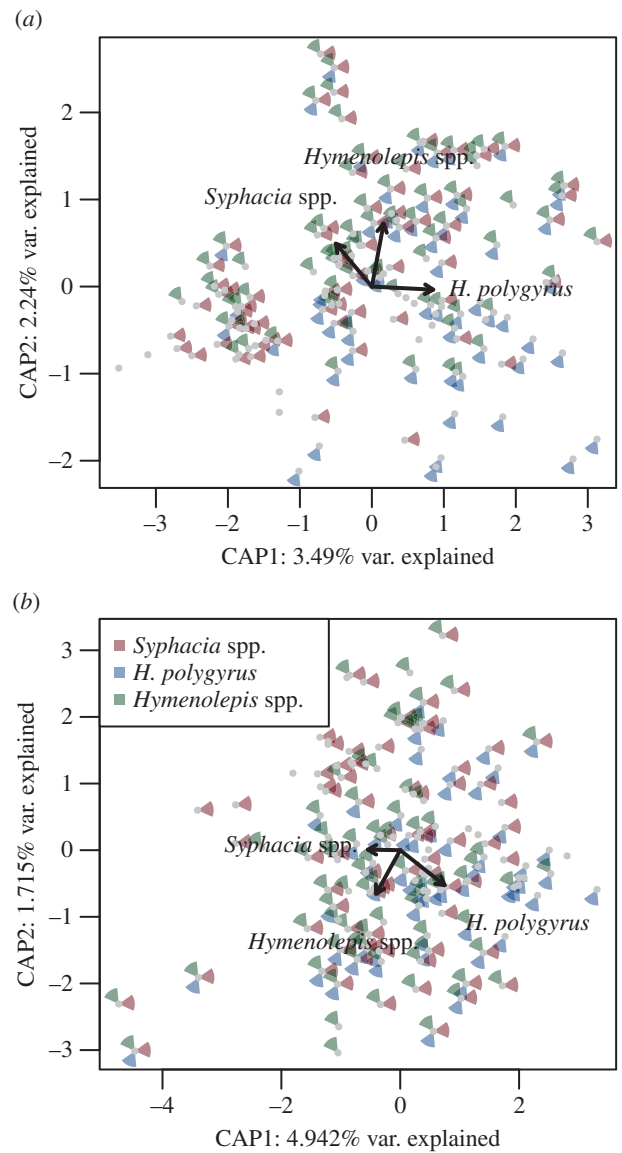 (a)
CAP2: 2.24% var. explained
2
1
0
−1
−2
Hymenolepis spp.
Syphacia spp.
H. polygyrus
−3
−2
−1
0
1
2
3
CAP1: 3.49% var. explained
(b)
CAP2: 1.715% var. explained
3
2
1
0
−1
−2
−3
Syphacia spp.
H. polygyrus
Hymenolepis spp.
Syphacia spp.
H. polygyrus
Hymenolepis spp.
−4
−2
0
2
CAP1: 4.942% var. explained